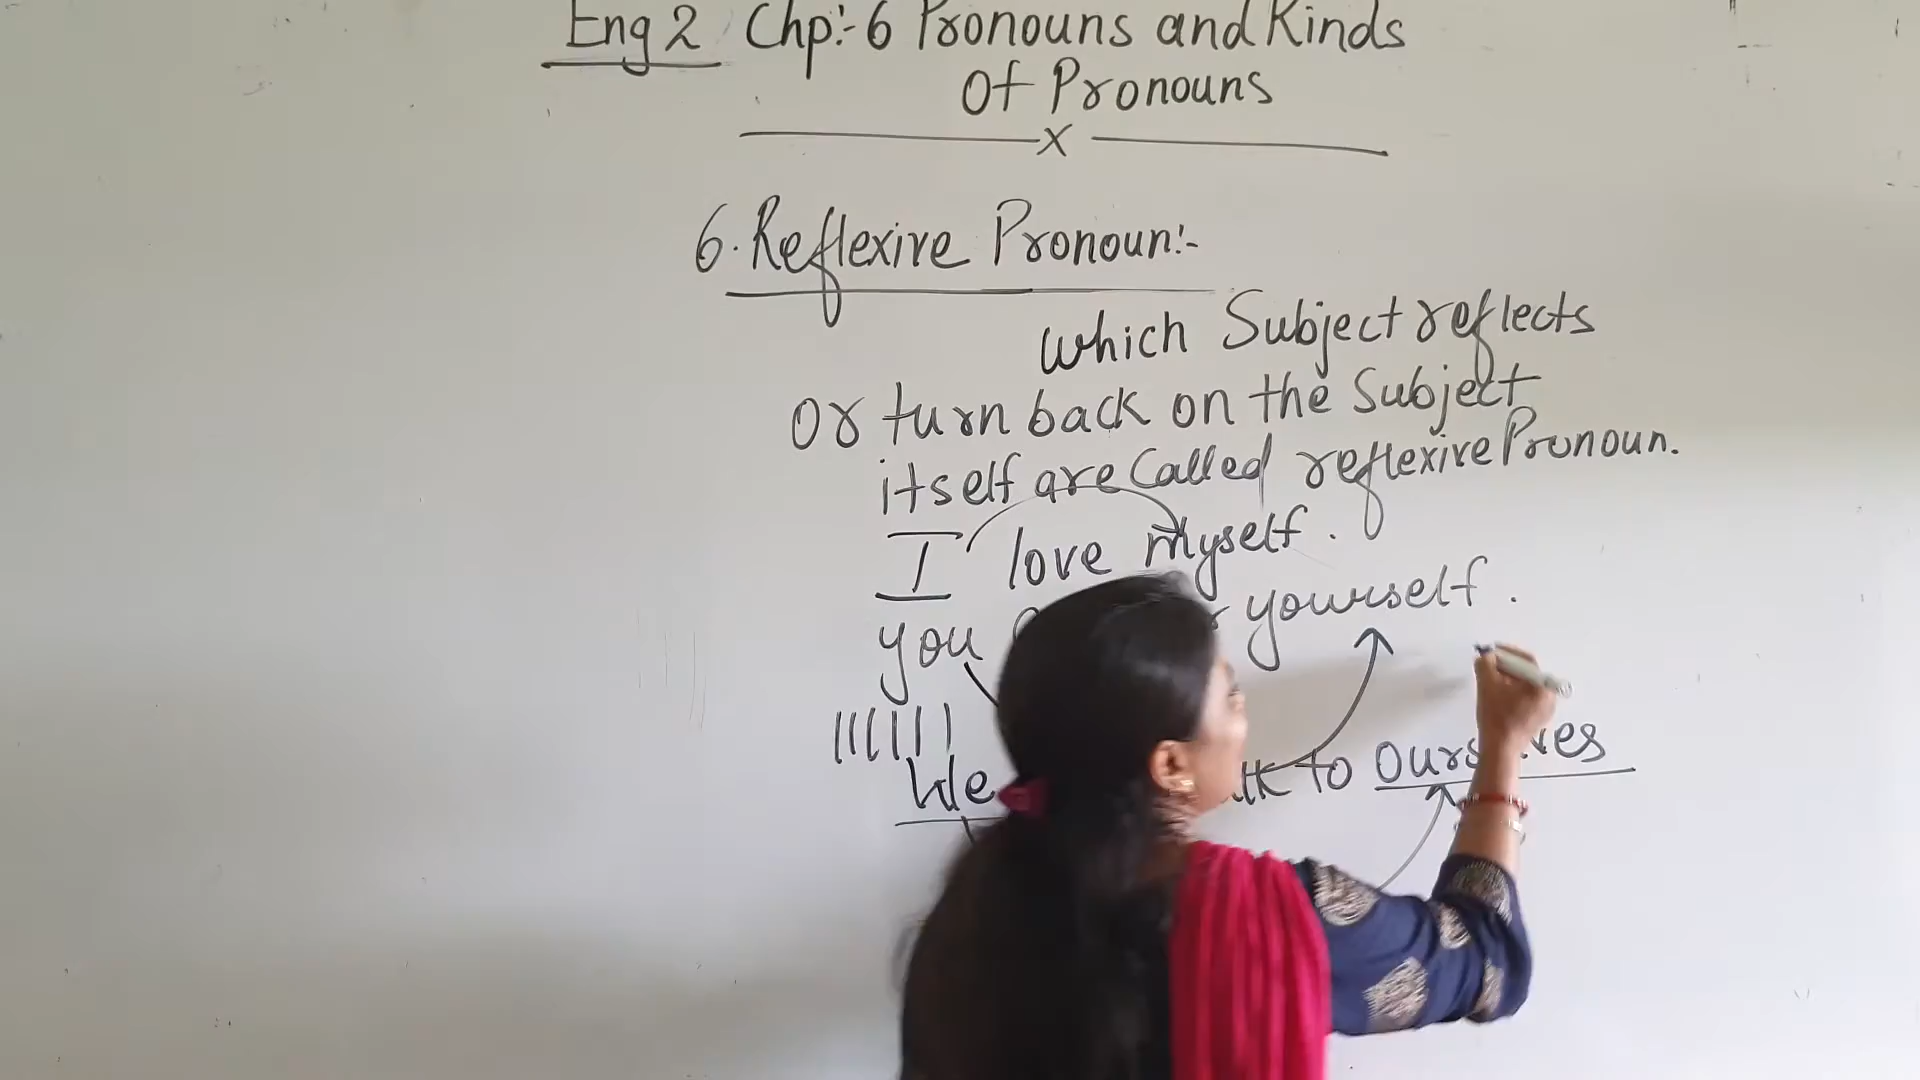 Eng 2 Chp:- 6 Pronouns and Kinds
Of Pronouns
X
6. Reflexive Pronoun:-
which Subject reflects
Or turn back on the Subject
itself are Called reflexive Pronoun.
I love myself.
you yourself.
We to ourselves